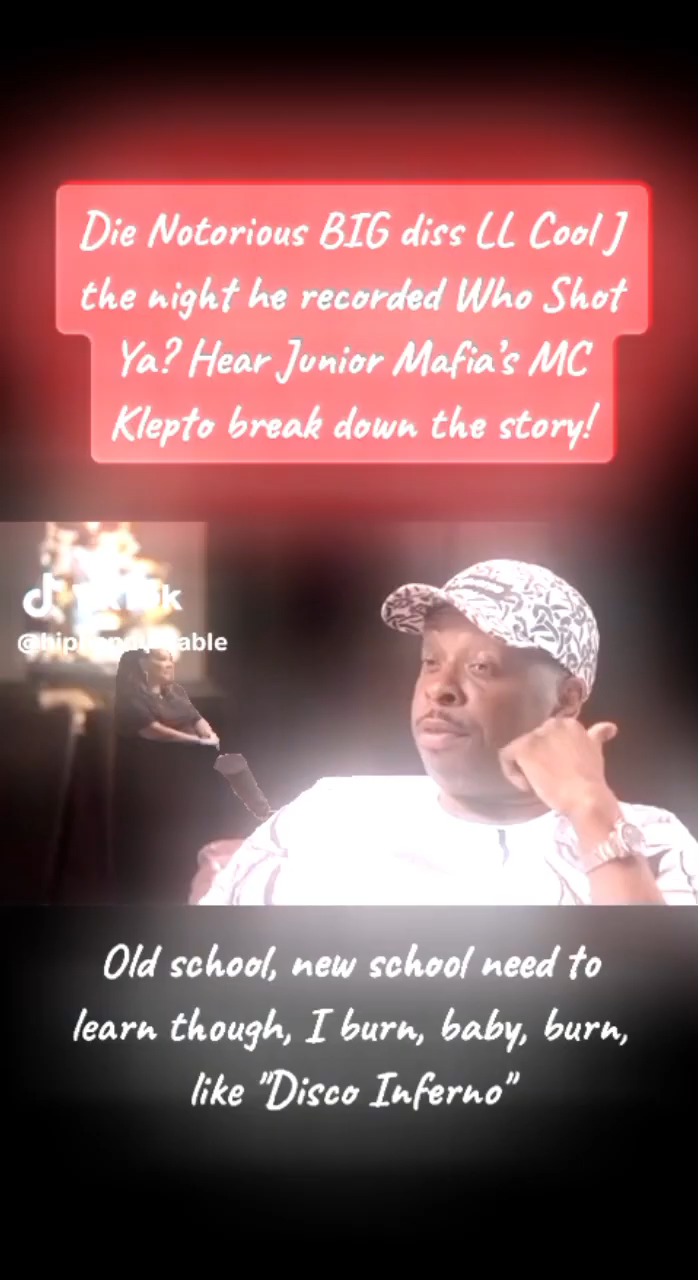 Die Notorious BIG diss LL Cool J
the night he recorded Who Shot
Ya? Hear Junior Mafia's MC
Klepto break down the story!
TikTok
Old school, new school need to
learn though, I burn, baby, burn,
like "Disco Inferno"